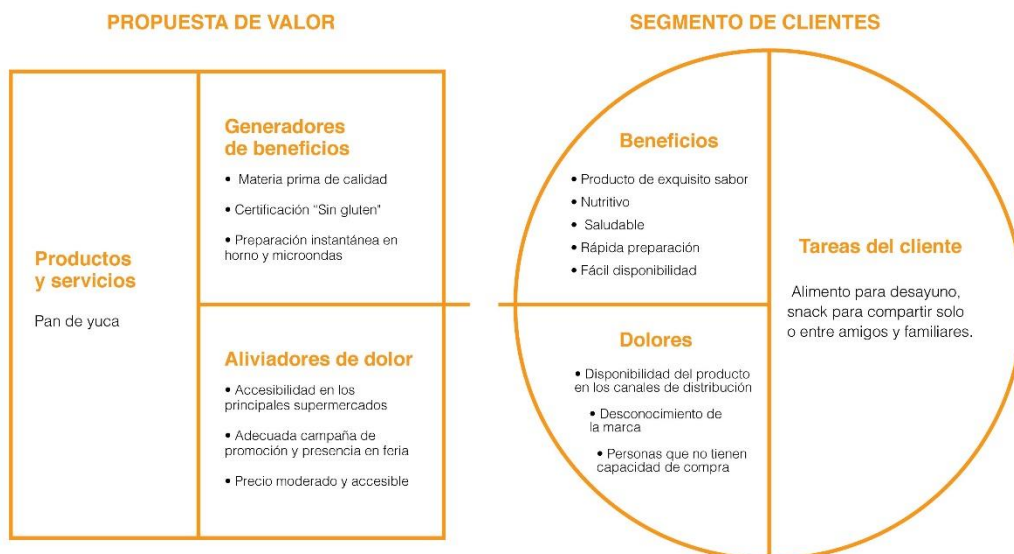 PROPUESTA DE VALOR
Productos
y servicios
Pan de yuca
Generadores
de beneficios
• Materia prima de calidad
• Certificación "Sin gluten"
• Preparación instantánea en
horno y microondas
Aliviadores de dolor
• Accesibilidad en los
principales supermercados
• Adecuada campaña de
promoción y presencia en feria
• Precio moderado y accesible
SEGMENTO DE CLIENTES
Beneficios
• Producto de exquisito sabor
• Nutritivo
• Saludable
• Rápida preparación
• Fácil disponibilidad
Dolores
• Disponibilidad del producto
en los canales de distribución
• Desconocimiento de
la marca
• Personas que no tienen
capacidad de compra
Tareas del cliente
Alimento para desayuno,
snack para compartir solo
o entre amigos y familiares.